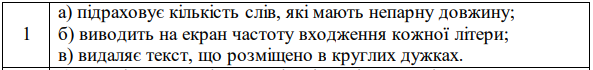 1
а) підраховує кількість слів, які мають непарну довжину;
б) виводить на екран частоту входження кожної літери;
в) видаляє текст, що розміщено в круглих дужках.